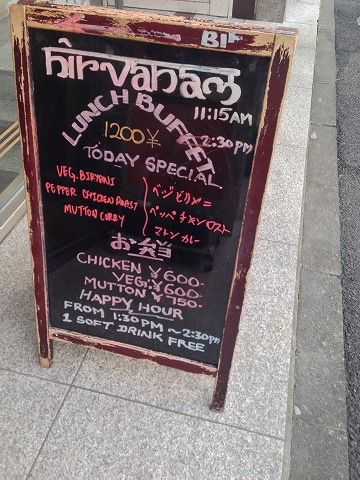 B1F
Nirvanam
LUNCH BUFFET
11:15AM
1200¥
2:30PM
TODAY SPECIAL
VEG. BIRYANI ベジビリヤニ
PEPPER CHICKEN ROAST ペッパチキンロスト
MUTTON CURRY マトンカレー
お弁当
CHICKEN ¥600-
VEG. ¥600-
MUTTON ¥750-
HAPPY HOUR
FROM 1:30PM ~ 2:30PM
1 SOFT DRINK FREE